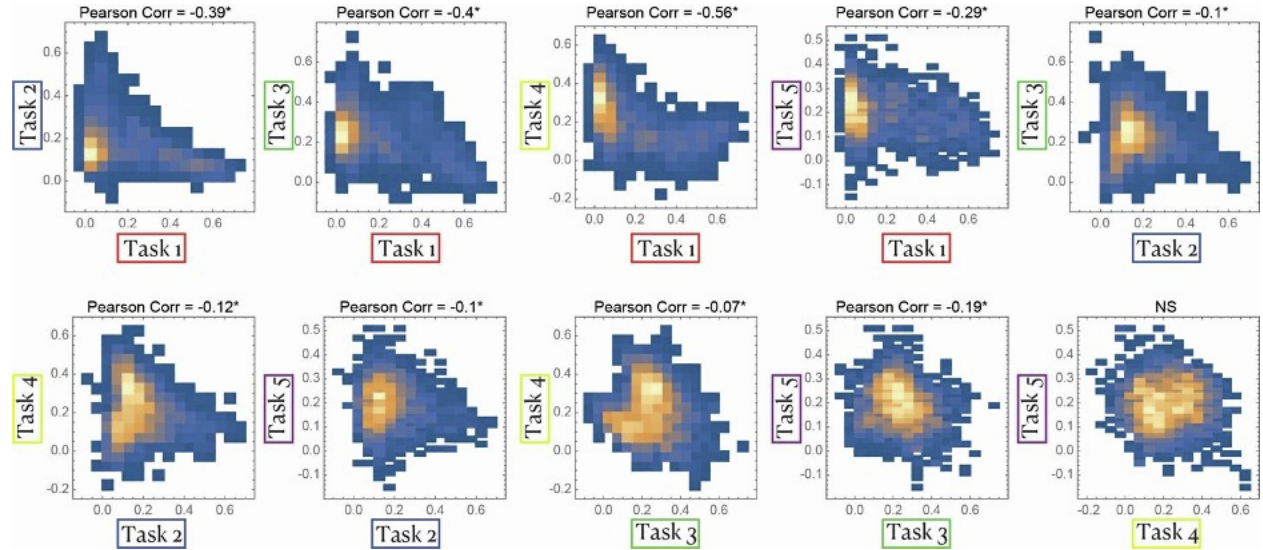 Pearson Corr = -0.39*
Pearson Corr = -0.4*
Pearson Corr = -0.56*
Pearson Corr = -0.29*
Pearson Corr = -0.1*
0.6
0.4
0.2
0.0
Task 2
0.0 0.2 0.4 0.6
Task 1
0.6
0.4
0.2
0.0
Task 3
0.0 0.2 0.4 0.6
Task 1
0.6
0.4
0.2
0.0
-0.2
Task 4
0.0 0.2 0.4 0.6
Task 1
0.5
0.4
0.3
0.2
0.1
0.0
-0.1
Task 5
0.0 0.2 0.4 0.6
Task 1
0.6
0.4
0.2
0.0
Task 3
0.0 0.2 0.4 0.6
Task 2
Pearson Corr = -0.12*
Pearson Corr = -0.1*
Pearson Corr = -0.07*
Pearson Corr = -0.19*
NS
0.6
0.4
0.2
0.0
-0.2
Task 4
0.0 0.2 0.4 0.6
Task 2
0.5
0.4
0.3
0.2
0.1
0.0
-0.1
Task 5
0.0 0.2 0.4 0.6
Task 2
0.6
0.4
0.2
0.0
-0.2
Task 4
0.0 0.2 0.4 0.6
Task 3
0.5
0.4
0.3
0.2
0.1
0.0
-0.1
Task 5
0.0 0.2 0.4 0.6
Task 3
0.5
0.4
0.3
0.2
0.1
0.0
-0.1
Task 5
-0.2 0.0 0.2 0.4 0.6
Task 4